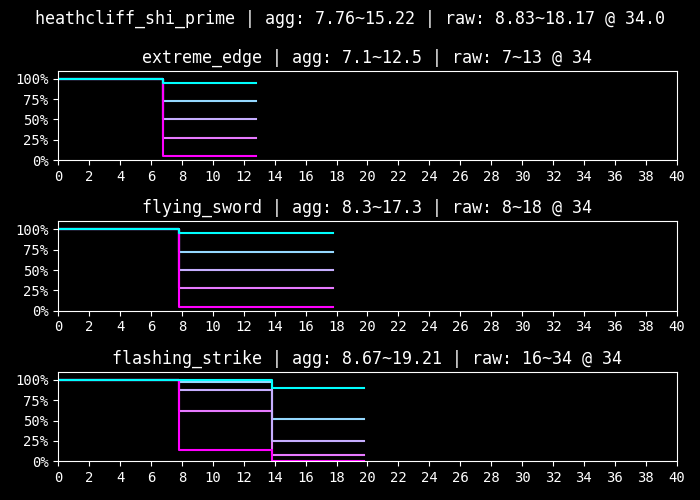 heathcliff_shi_prime | agg: 7.76~15.22 | raw: 8.83~18.17 @ 34.0
extreme_edge | agg: 7.1~12.5 | raw: 7~13 @ 34
100%
75%
50%
25%
0%
0 2 4 6 8 10 12 14 16 18 20 22 24 26 28 30 32 34 36 38 40
flying_sword | agg: 8.3~17.3 | raw: 8~18 @ 34
100%
75%
50%
25%
0%
0 2 4 6 8 10 12 14 16 18 20 22 24 26 28 30 32 34 36 38 40
flashing_strike | agg: 8.67~19.21 | raw: 16~34 @ 34
100%
75%
50%
25%
0%
0 2 4 6 8 10 12 14 16 18 20 22 24 26 28 30 32 34 36 38 40